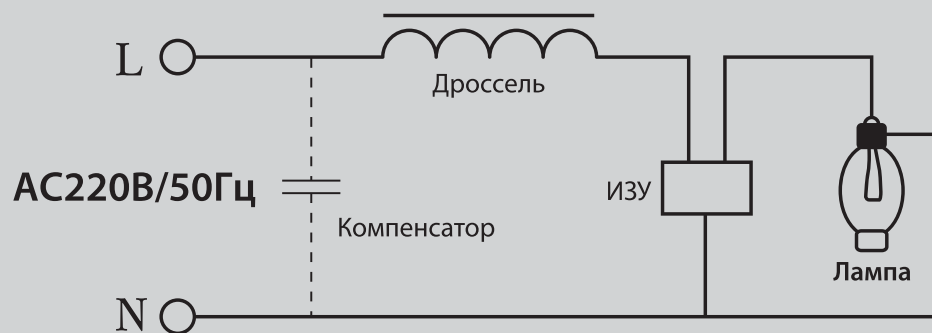 L
Дроссель
АС220В/50Гц
ИЗУ
Компенсатор
Лампа
N